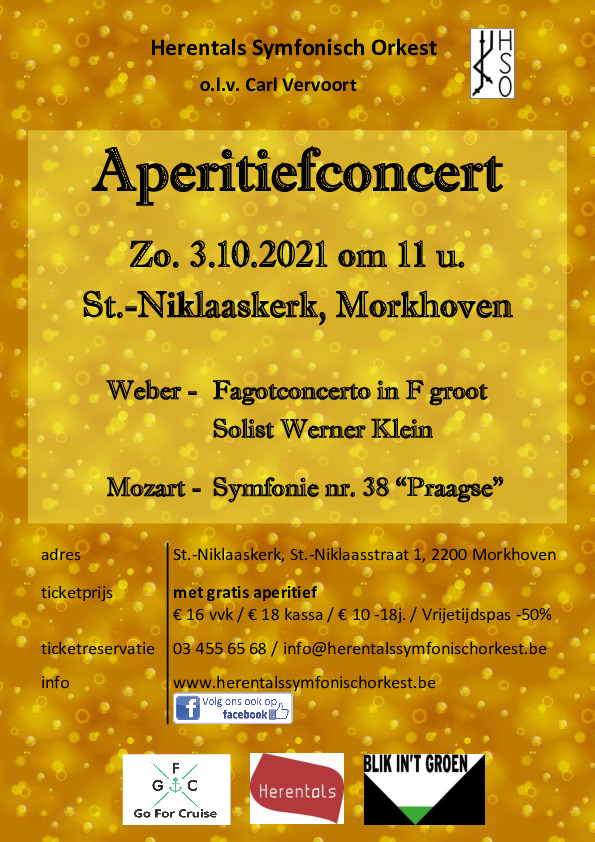 Herentals Symfonisch Orkest
o.l.v. Carl Vervoort
HSO
Aperitiefconcert
Zo. 3.10.2021 om 11 u.
St.-Niklaaskerk, Morkhoven
Weber - Fagotconcerto in F groot
Solist Werner Klein
Mozart - Symfonie nr. 38 “Praagse”
adres St.-Niklaaskerk, St.-Niklaasstraat 1, 2200 Morkhoven
ticketprijs met gratis aperitief
€ 16 vvk / € 18 kassa / € 10 -18j. / Vrijetijdspas -50%
ticketreservatie 03 455 65 68 / info@herentalssymfonischorkest.be
info www.herentalssymfonischorkest.be
Volg ons ook op
facebook
F
G C
Go For Cruise
Herentals
BLIK IN'T GROEN